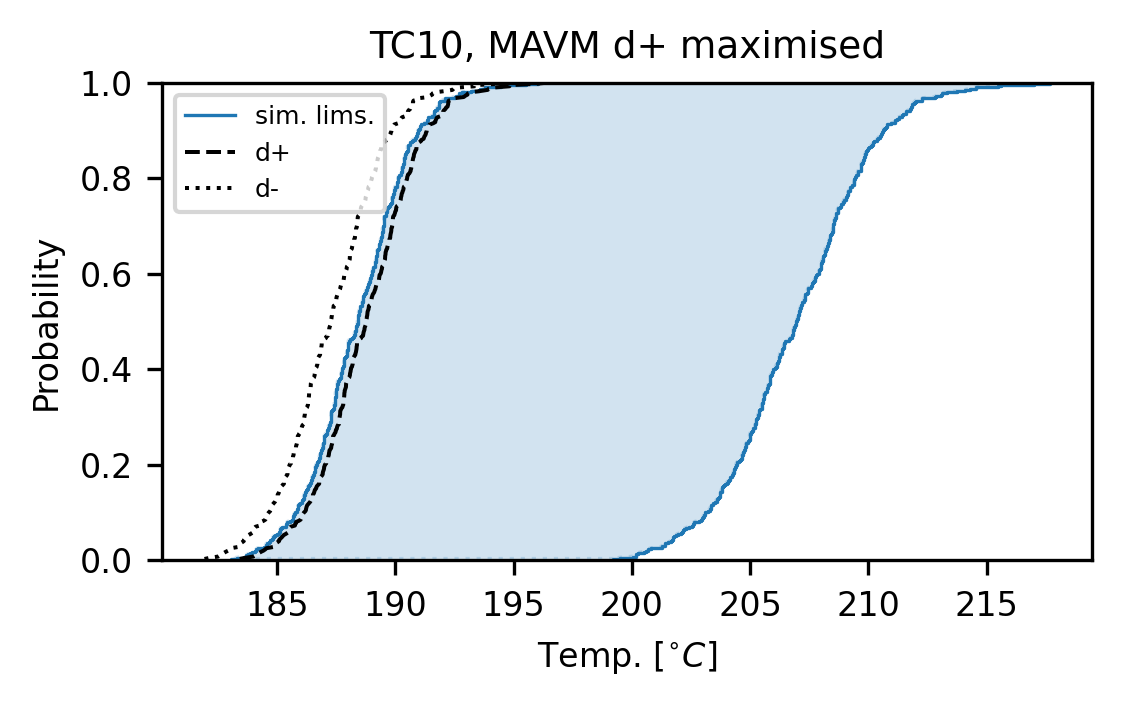 TC10, MAVM d+ maximised
sim. lims.
d+
d-
Probability
1.0
0.8
0.6
0.4
0.2
0.0
185 190 195 200 205 210 215
Temp. [°C]